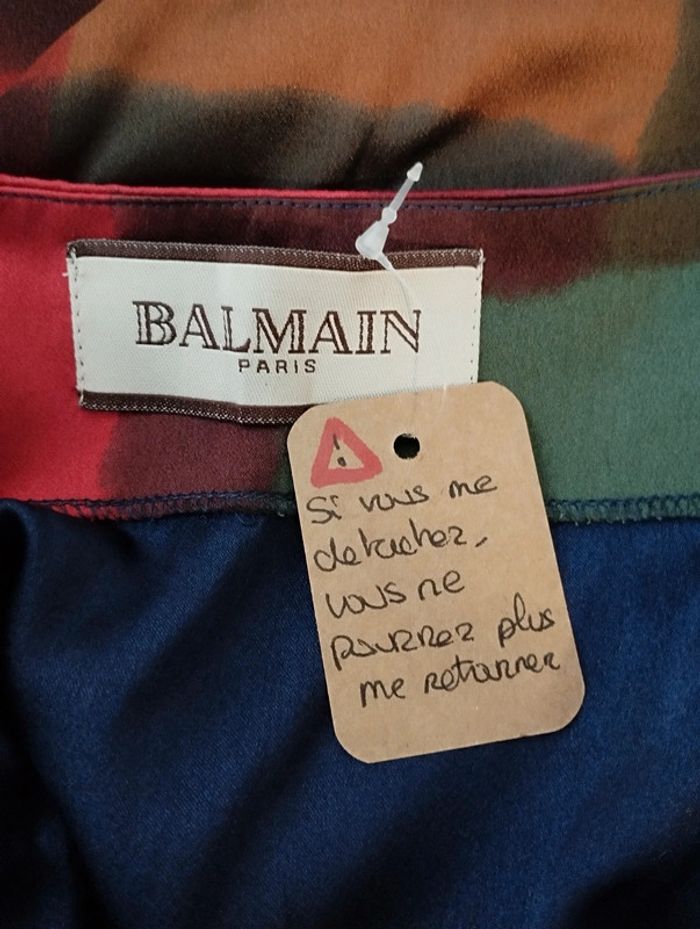 BALMAIN
PARIS
Si vous me
detachez,
vous ne
pourrez plus
me retourner